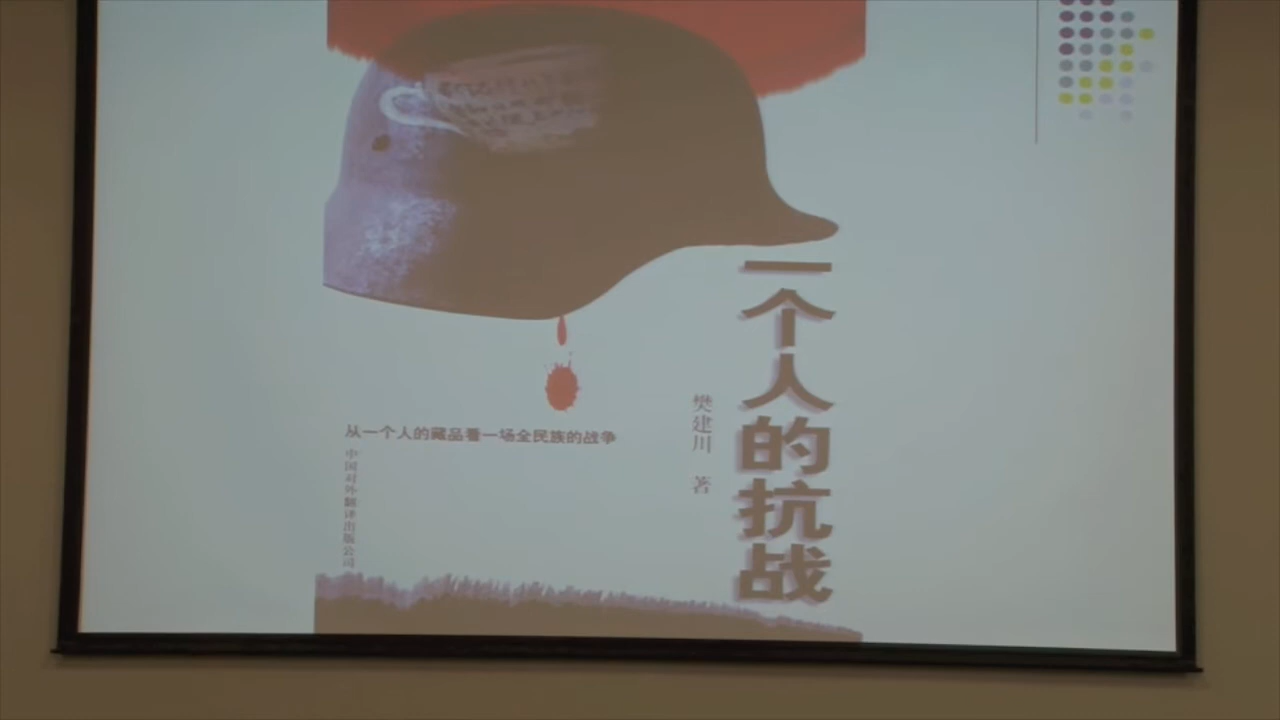 一个人的抗战
樊建川 著
从一个人的藏品看一场全民族的战争
中国对外翻译出版公司